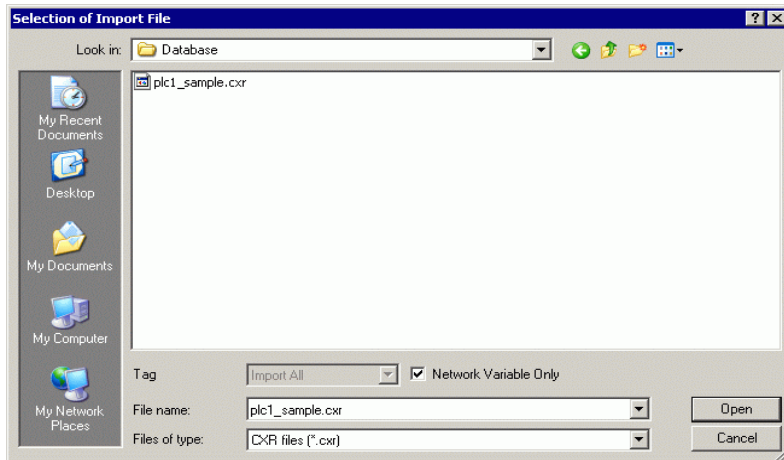 Selection of Import File
Look in: Database
plc1_sample.cxr
My Recent
Documents
Desktop
My Documents
My Computer
My Network
Places
Tag Import All Network Variable Only
File name: plc1_sample.cxr Open
Files of type: CXR files (*.cxr) Cancel